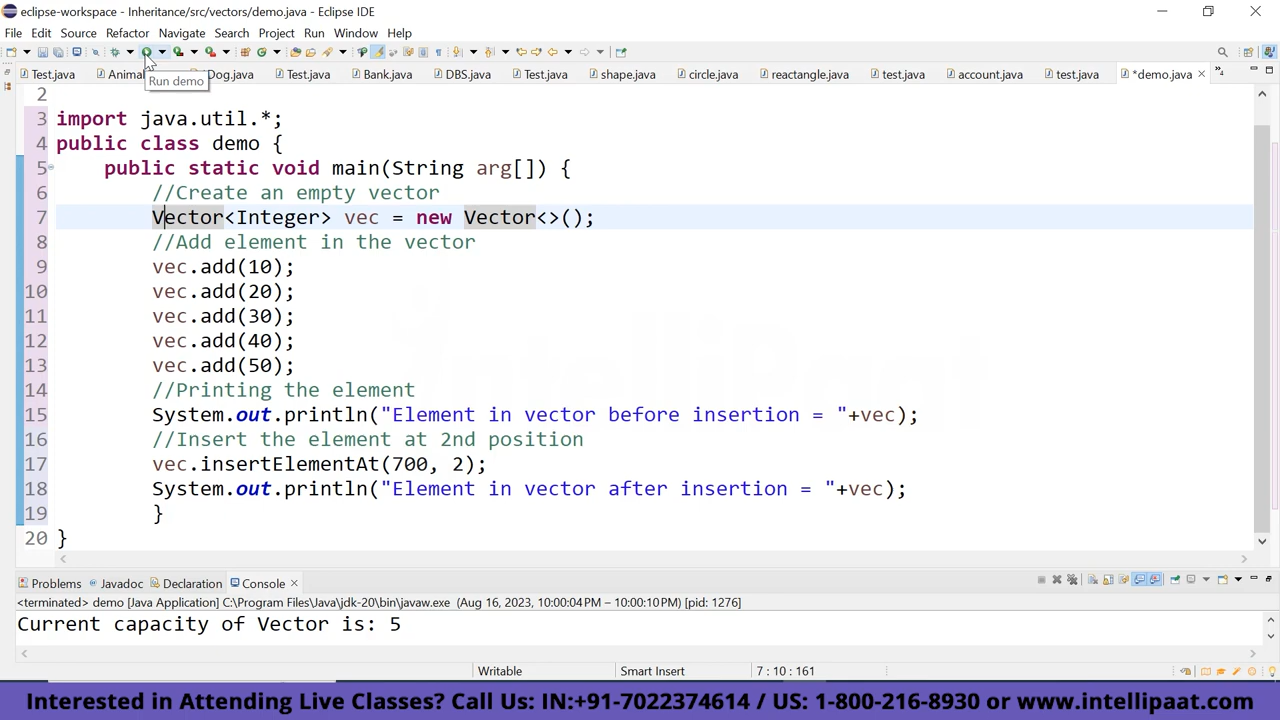 eclipse-workspace - Inheritance/src/vectors/demo.java - Eclipse IDE
File Edit Source Refactor Navigate Search Project Run Window Help
Run demo
Test.java Animal Dog.java Test.java Bank.java DBS.java Test.java shape.java circle.java reactangle.java test.java account.java test.java *demo.java
2
3 import java.util.*;
4 public class demo {
5 public static void main(String arg[]) {
6 //Create an empty vector
7 Vector<Integer> vec = new Vector<>();
8 //Add element in the vector
9 vec.add(10);
10 vec.add(20);
11 vec.add(30);
12 vec.add(40);
13 vec.add(50);
14 //Printing the element
15 System.out.println("Element in vector before insertion = "+vec);
16 //Insert the element at 2nd position
17 vec.insertElementAt(700, 2);
18 System.out.println("Element in vector after insertion = "+vec);
19 }
20 }
Problems Javadoc Declaration Console
<terminated> demo [Java Application] C:\Program Files\Java\jdk-20\bin\javaw.exe (Aug 16, 2023, 10:00:04 PM – 10:00:10 PM) [pid: 1276]
Current capacity of Vector is: 5
Writable Smart Insert 7 : 10 : 161
Interested in Attending Live Classes? Call Us: IN:+91-7022374614 / US: 1-800-216-8930 or www.intellipaat.com